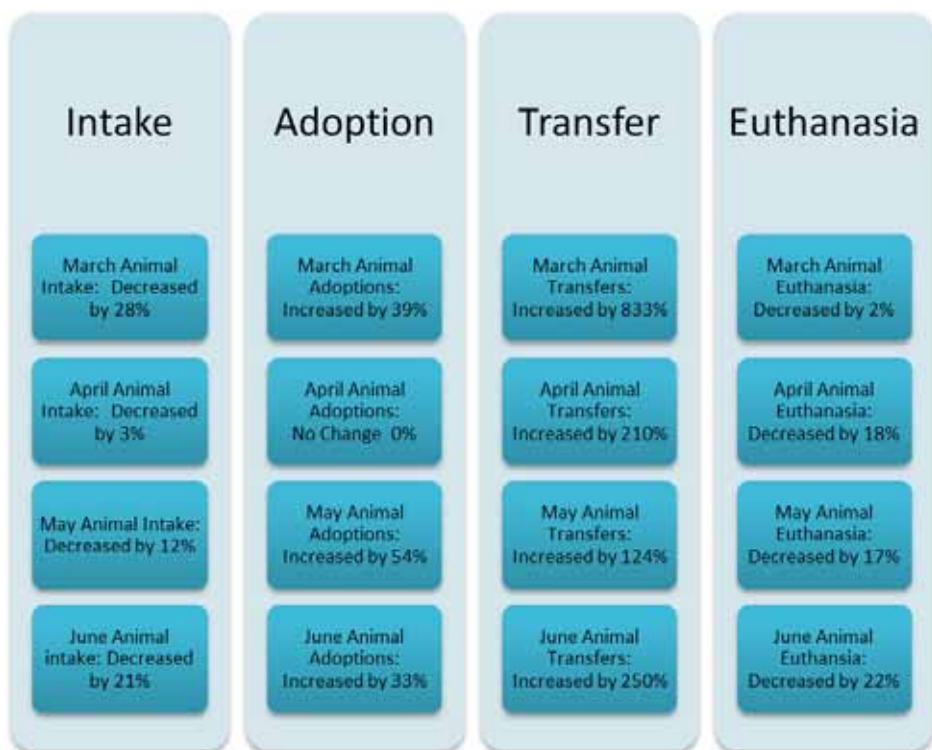 Intake
March Animal
Intake:  Decreased
by 28%
April Animal
Intake:  Decreased
by 3%
May Animal Intake:
Decreased by 12%
June Animal
intake: Decreased
by 21%
Adoption
March Animal
Adoptions:
Increased by 39%
April Animal
Adoptions:
No Change  0%
May Animal
Adoptions:
Increased by 54%
June Animal
Adoptions:
Increased by 33%
Transfer
March Animal
Transfers:
Increased by 833%
April Animal
Transfers:
Increased by 210%
May Animal
Transfers:
Increased by 124%
June Animal
Transfers:
Increased by 250%
Euthanasia
March Animal
Euthanasia:
Decreased by 2%
April Animal
Euthanasia:
Decreased by 18%
May Animal
Euthanasia:
Decreased by 17%
June Animal
Euthansia:
Decreased by 22%